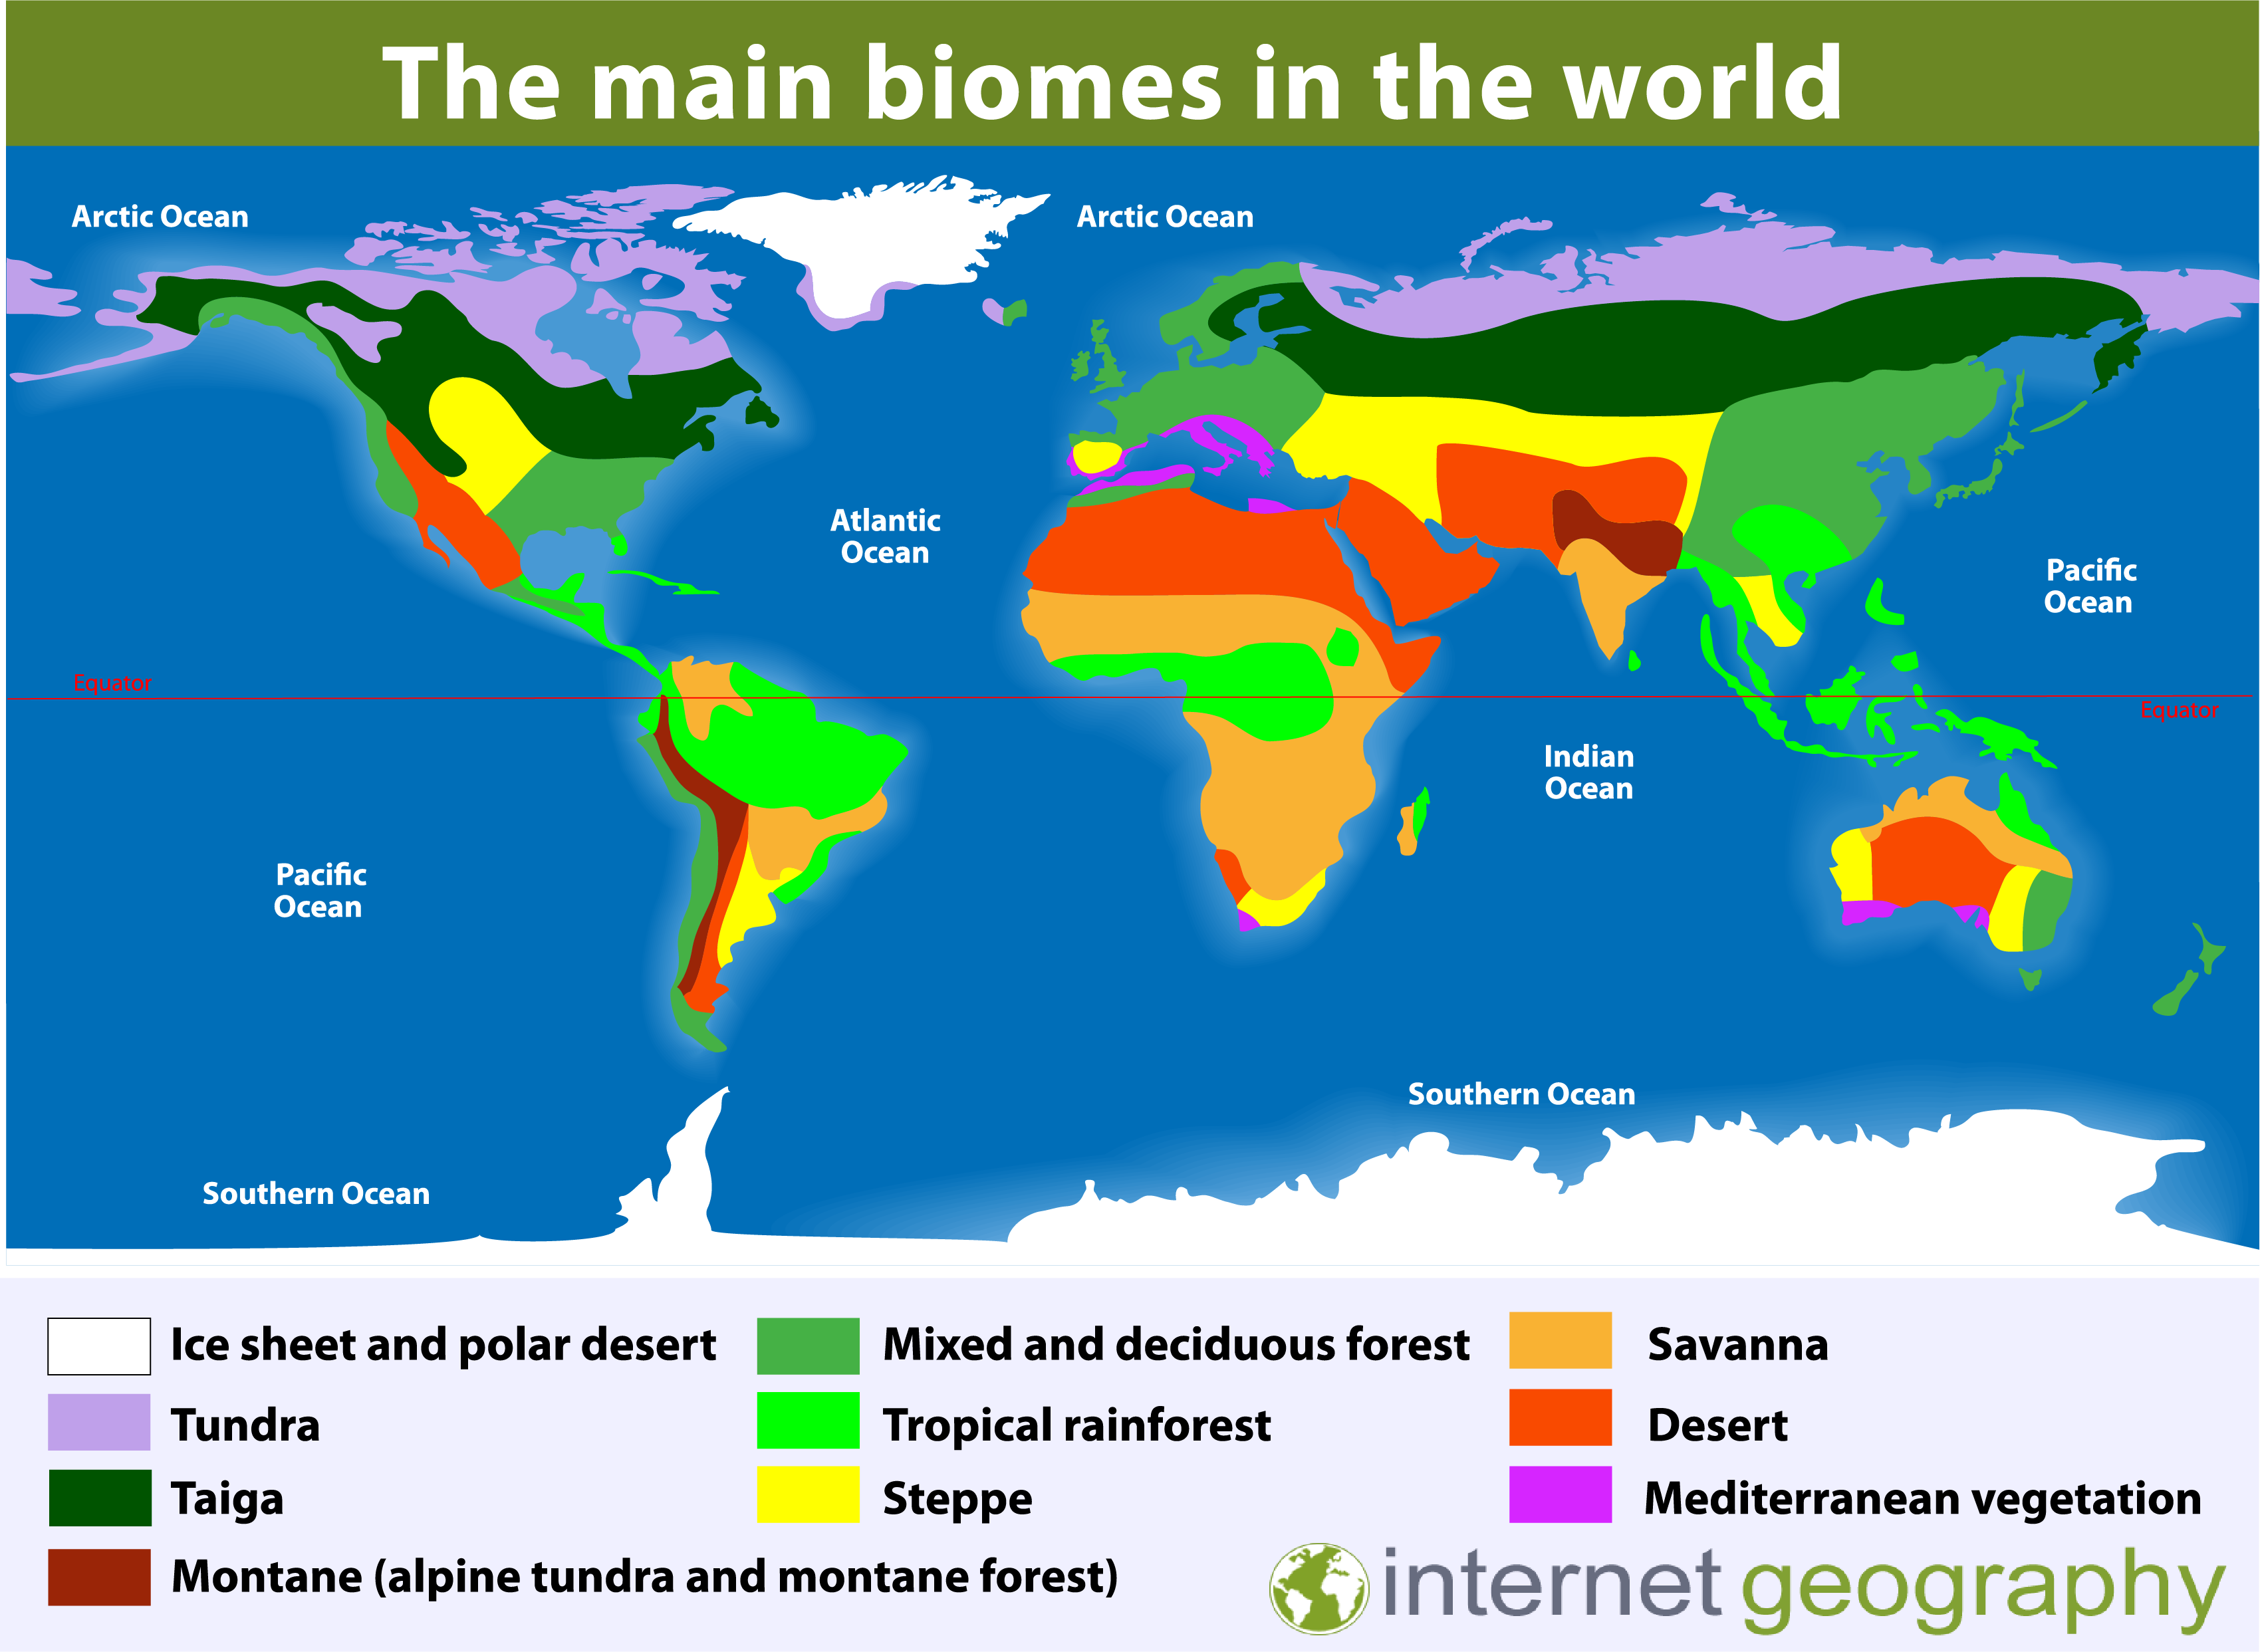 The main biomes in the world
Arctic Ocean
Arctic Ocean
Atlantic
Ocean
Pacific
Ocean
Equator
Equator
Indian
Ocean
Pacific
Ocean
Southern Ocean
Southern Ocean
Ice sheet and polar desert
Mixed and deciduous forest
Savanna
Tundra
Tropical rainforest
Desert
Taiga
Steppe
Mediterranean vegetation
Montane (alpine tundra and montane forest)
internet geography